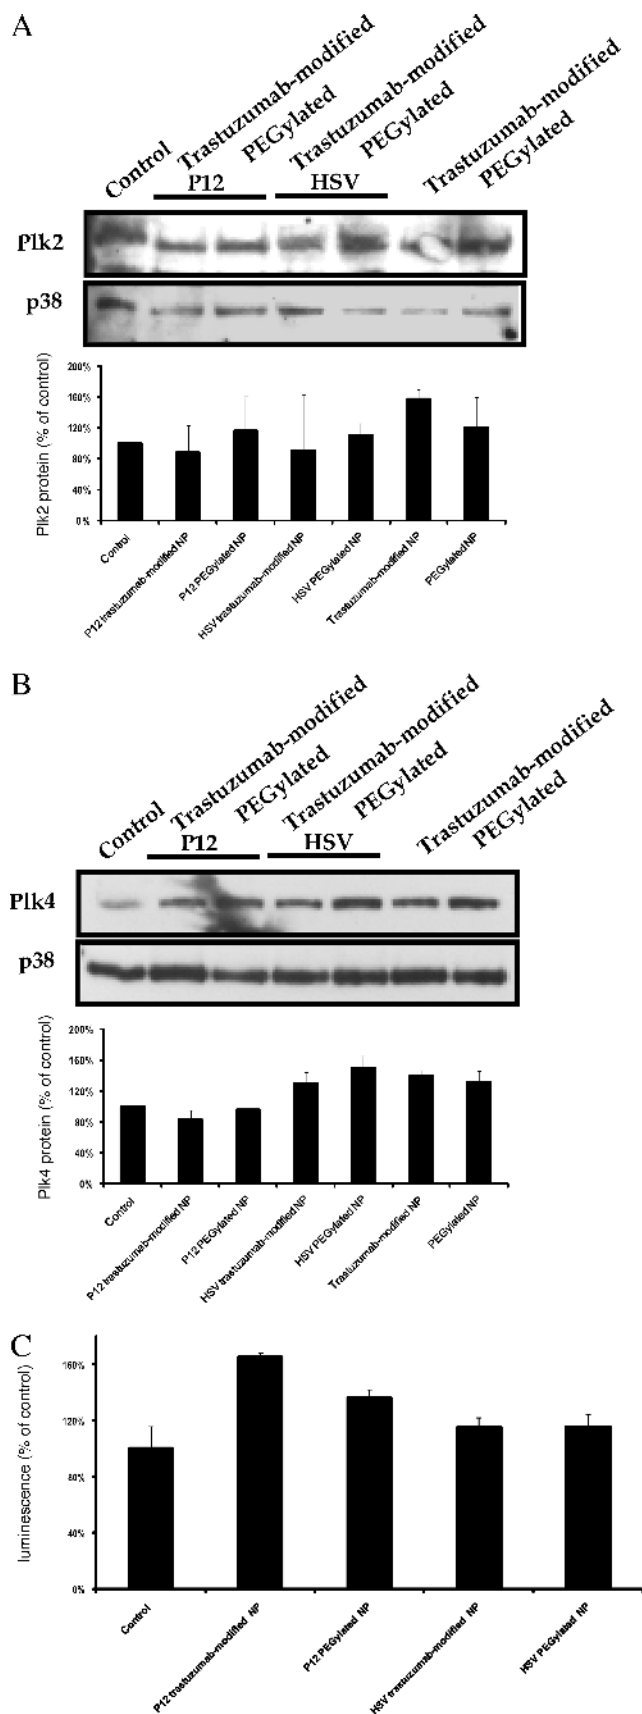 A
Control
Trastuzumab-modified
PEGylated
Trastuzumab-modified
PEGylated
Trastuzumab-modified
PEGylated
P12
HSV
Plk2
p38
Plk2 protein (% of control)
200%
160%
120%
80%
40%
0%
Control
P12 trastuzumab-modified NP
P12 PEGylated NP
HSV trastuzumab-modified NP
HSV PEGylated NP
Trastuzumab-modified NP
PEGylated NP
B
Control
Trastuzumab-modified
PEGylated
Trastuzumab-modified
PEGylated
Trastuzumab-modified
PEGylated
P12
HSV
Plk4
p38
Plk4 protein (% of control)
200%
160%
120%
80%
40%
0%
Control
P12 trastuzumab-modified NP
P12 PEGylated NP
HSV trastuzumab-modified NP
HSV PEGylated NP
Trastuzumab-modified NP
PEGylated NP
C
luminescence (% of control)
160%
120%
80%
40%
0%
Control
P12 trastuzumab-modified NP
P12 PEGylated NP
HSV trastuzumab-modified NP
HSV PEGylated NP